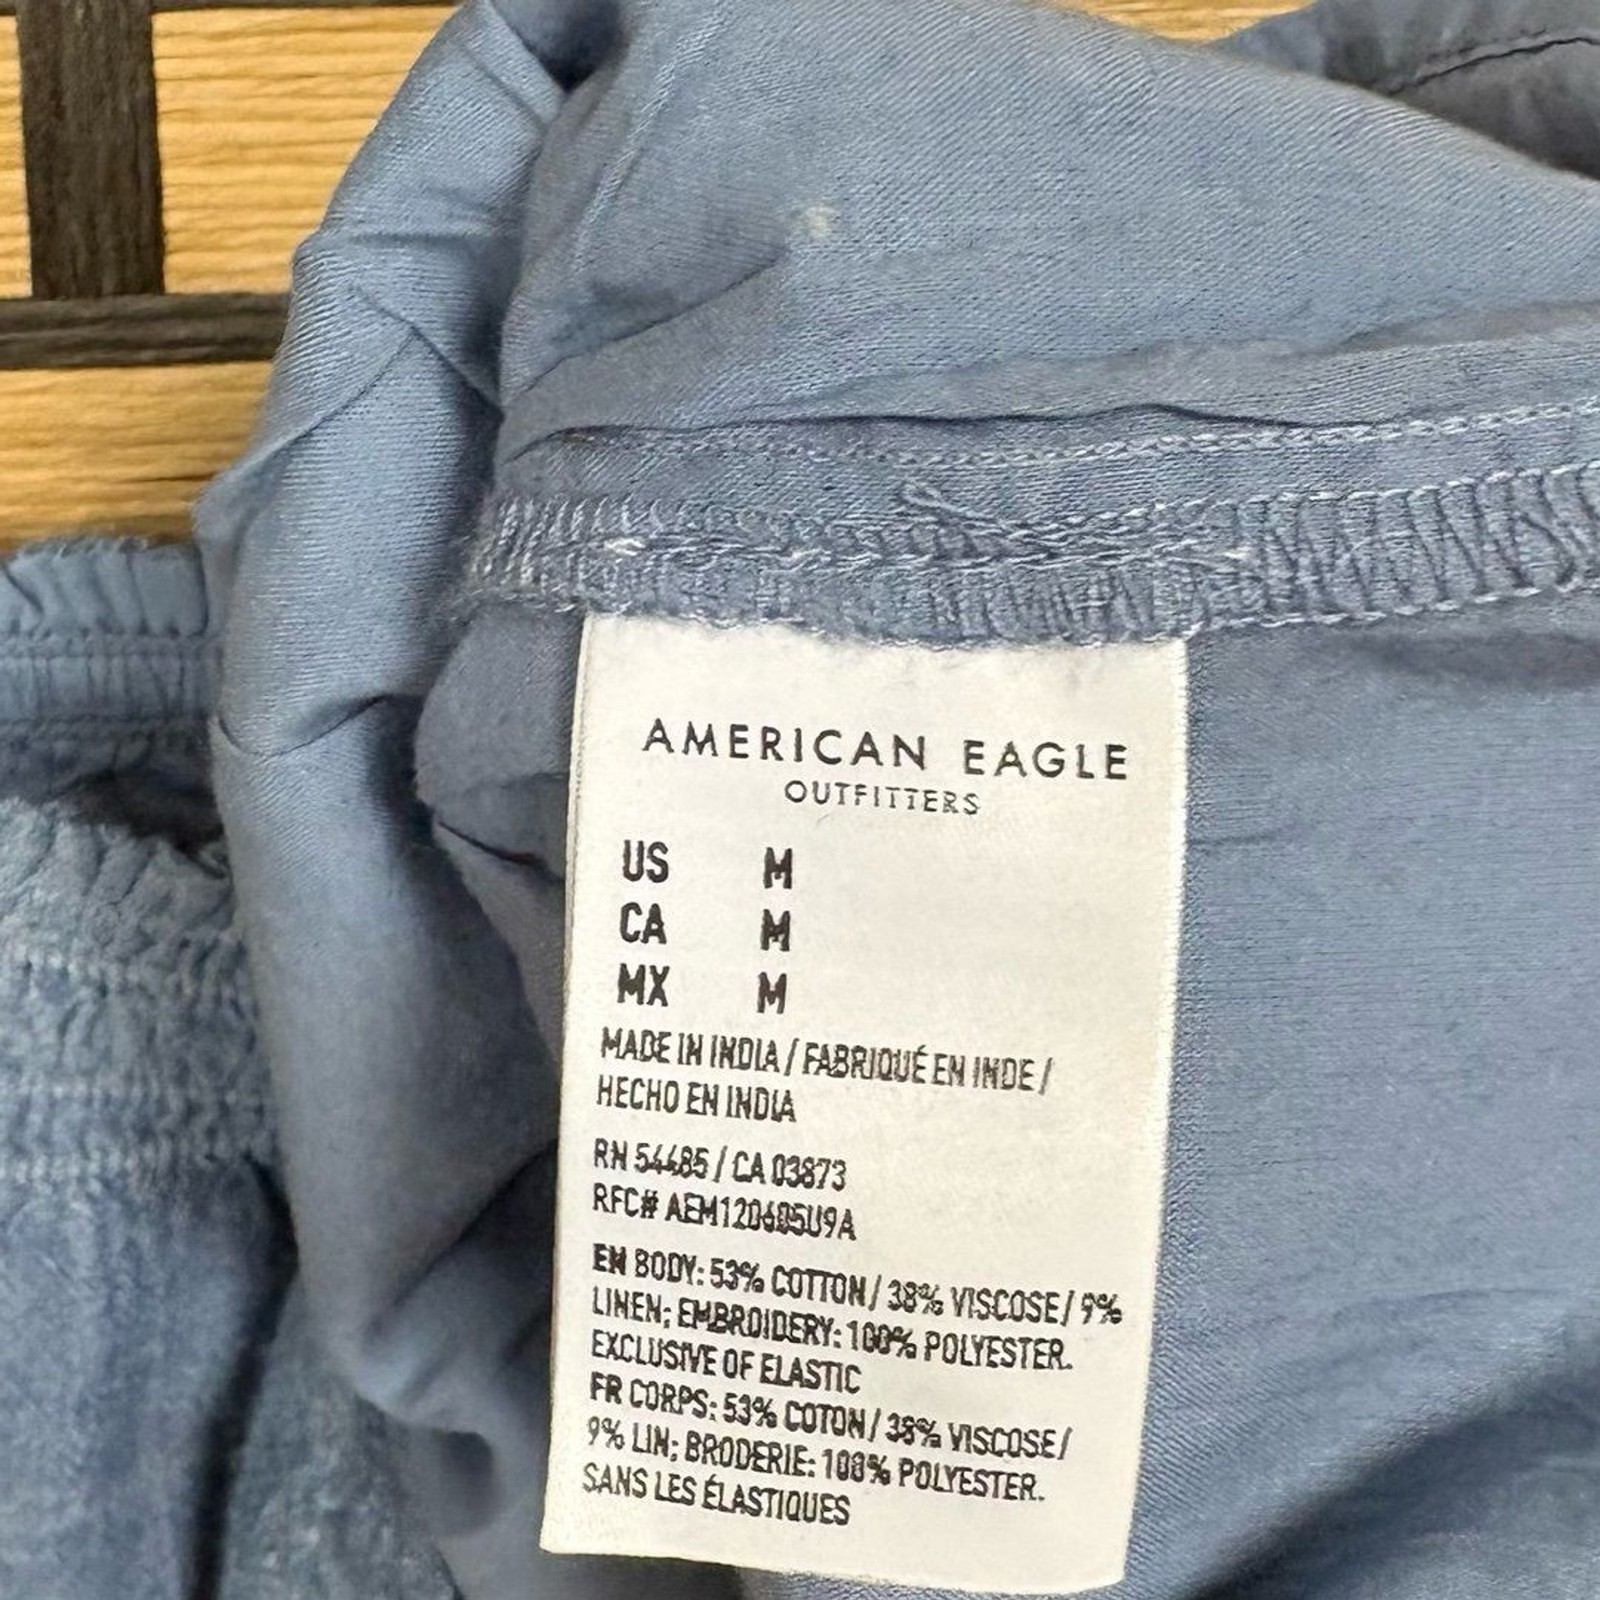 AMERICAN EAGLE
OUTFITTERS
US M
CA M
MX M
MADE IN INDIA / FABRIQUÉ EN INDE /
HECHO EN INDIA
RN 54485 / CA 03873
RFC# AEM120605U9A
EN BODY: 53% COTTON / 38% VISCOSE / 9%
LINEN; EMBROIDERY: 100% POLYESTER.
EXCLUSIVE OF ELASTIC
FR CORPS: 53% COTON / 38% VISCOSE /
9% LIN; BRODERIE: 100% POLYESTER.
SANS LES ÉLASTIQUES